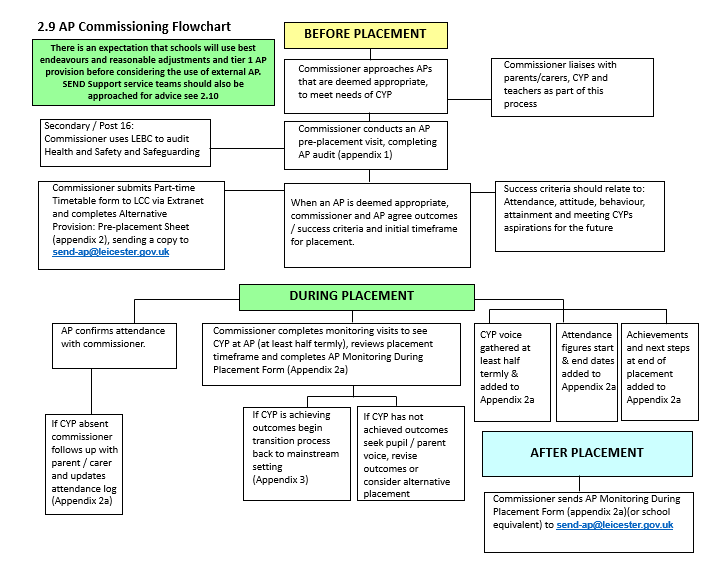 2.9 AP Commissioning Flowchart
There is an expectation that schools will use best
endeavours and reasonable adjustments and tier 1 AP
provision before considering the use of external AP.
SEND Support service teams should also be
approached for advice see 2.10
BEFORE PLACEMENT
Commissioner approaches APs
that are deemed appropriate,
to meet needs of CYP
Commissioner liaises with
parents/carers, CYP and
teachers as part of this
process
Secondary / Post 16:
Commissioner uses LEBC to audit
Health and Safety and Safeguarding
Commissioner conducts an AP
pre-placement visit, completing
AP audit (appendix 1)
Commissioner submits Part-time
Timetable form to LCC via Extranet
and completes Alternative
Provision: Pre-placement Sheet
(appendix 2), sending a copy to
send-ap@leicester.gov.uk
When an AP is deemed appropriate,
commissioner and AP agree outcomes
/ success criteria and initial timeframe
for placement.
Success criteria should relate to:
Attendance, attitude, behaviour,
attainment and meeting CYPs
aspirations for the future
DURING PLACEMENT
AP confirms attendance
with commissioner.
Commissioner completes monitoring visits to see
CYP at AP (at least half termly), reviews placement
timeframe and completes AP Monitoring During
Placement Form (Appendix 2a)
CYP voice
gathered at
least half
termly &
added to
Appendix 2a
Attendance
figures start
& end dates
added to
Appendix 2a
Achievements
and next steps
at end of
placement
added to
Appendix 2a
If CYP absent
commissioner
follows up with
parent / carer
and updates
attendance log
(Appendix 2a)
If CYP is achieving
outcomes begin
transition process
back to mainstream
setting
(Appendix 3)
If CYP has not
achieved outcomes
seek pupil / parent
voice, revise
outcomes or
consider alternative
placement
AFTER PLACEMENT
Commissioner sends AP Monitoring During
Placement Form (appendix 2a)(or school
equivalent) to send-ap@leicester.gov.uk